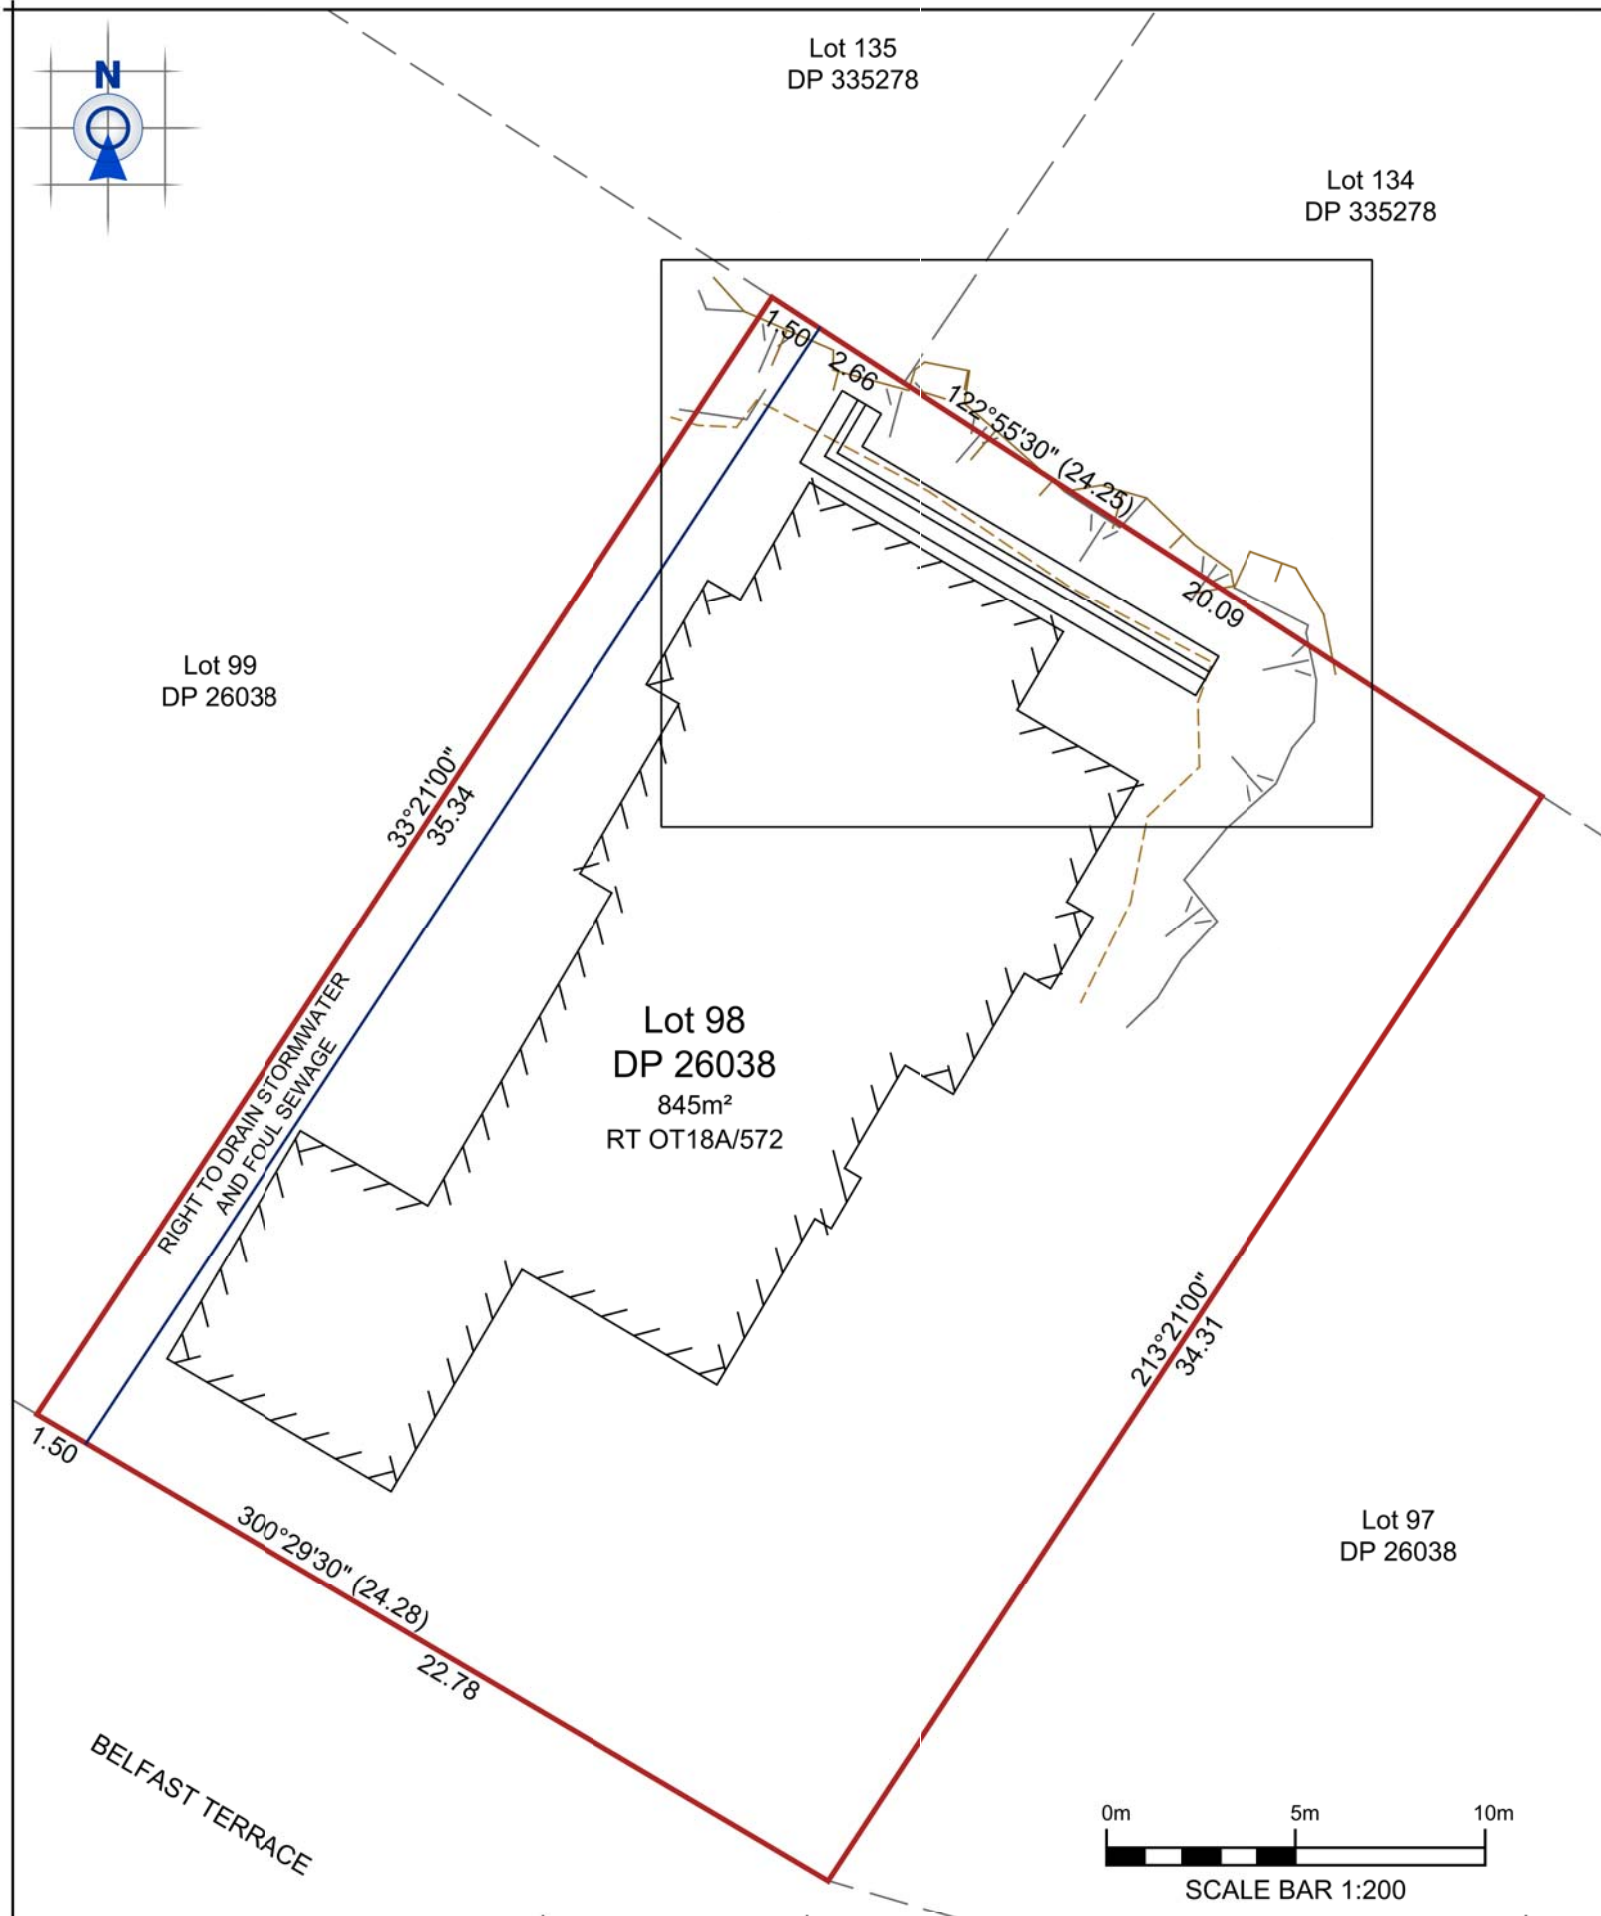 N
Lot 135
DP 335278
Lot 134
DP 335278
1.50
2.66
122°55'30" (24.25)
20.09
Lot 99
DP 26038
33°21'00"
35.34
RIGHT TO DRAIN STORMWATER
AND FOUL SEWAGE
Lot 98
DP 26038
845m²
RT OT18A/572
213°21'00"
34.31
1.50
300°29'30" (24.28)
22.78
Lot 97
DP 26038
BELFAST TERRACE
0m 5m 10m
SCALE BAR 1:200